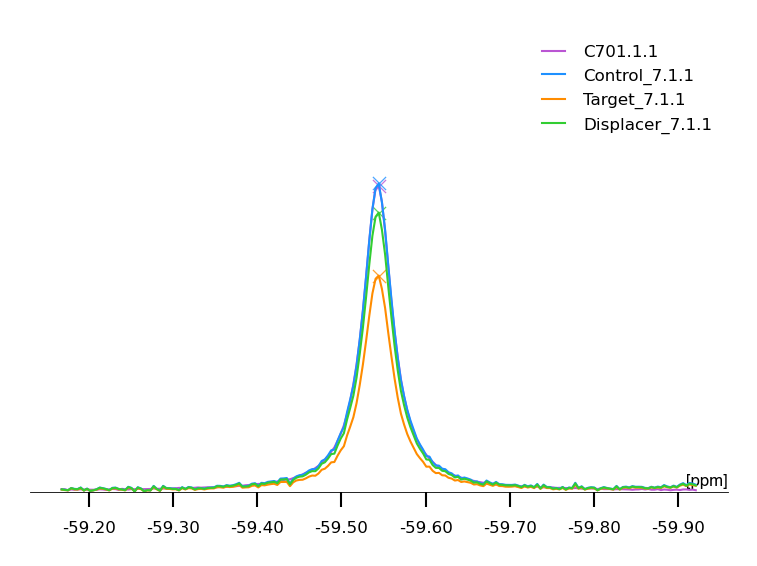 C701.1.1
Control_7.1.1
Target_7.1.1
Displacer_7.1.1
[ppm]
-59.20 -59.30 -59.40 -59.50 -59.60 -59.70 -59.80 -59.90